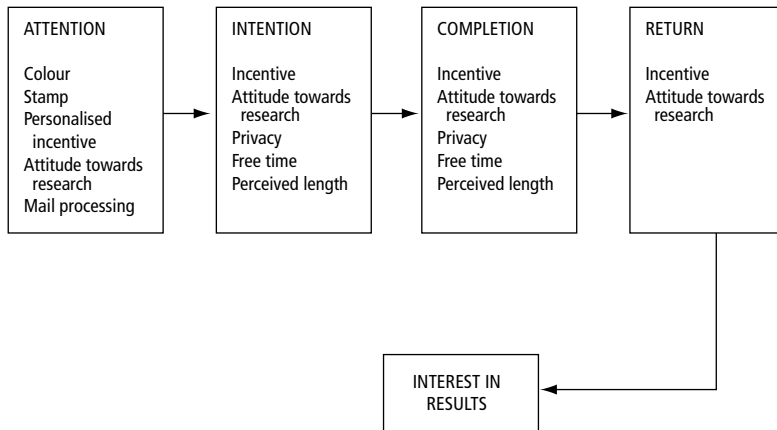 ATTENTION
Colour
Stamp
Personalised
incentive
Attitude towards
research
Mail processing
INTENTION
Incentive
Attitude towards
research
Privacy
Free time
Perceived length
COMPLETION
Incentive
Attitude towards
research
Privacy
Free time
Perceived length
RETURN
Incentive
Attitude towards
research
INTEREST IN
RESULTS